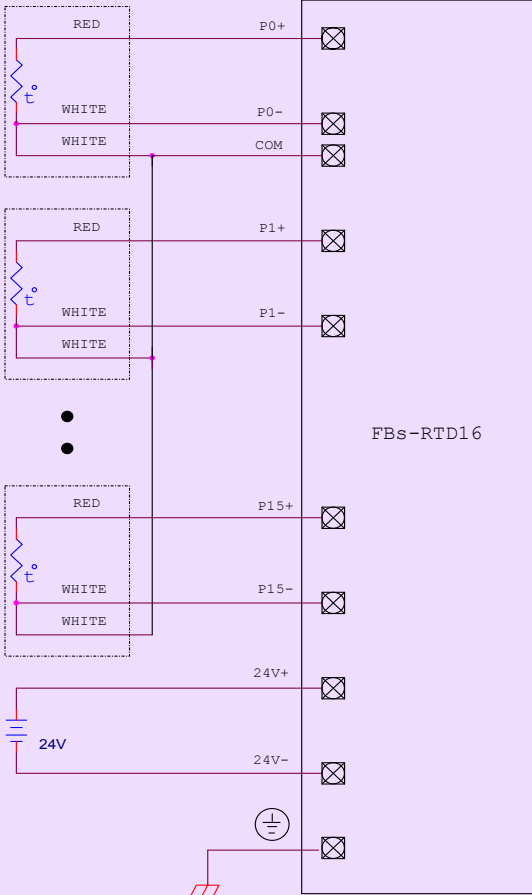 RED P0+
t°
WHITE P0-
WHITE COM
RED P1+
t°
WHITE P1-
WHITE
FBs-RTD16
RED P15+
t°
WHITE P15-
WHITE
24V+
24V
24V-